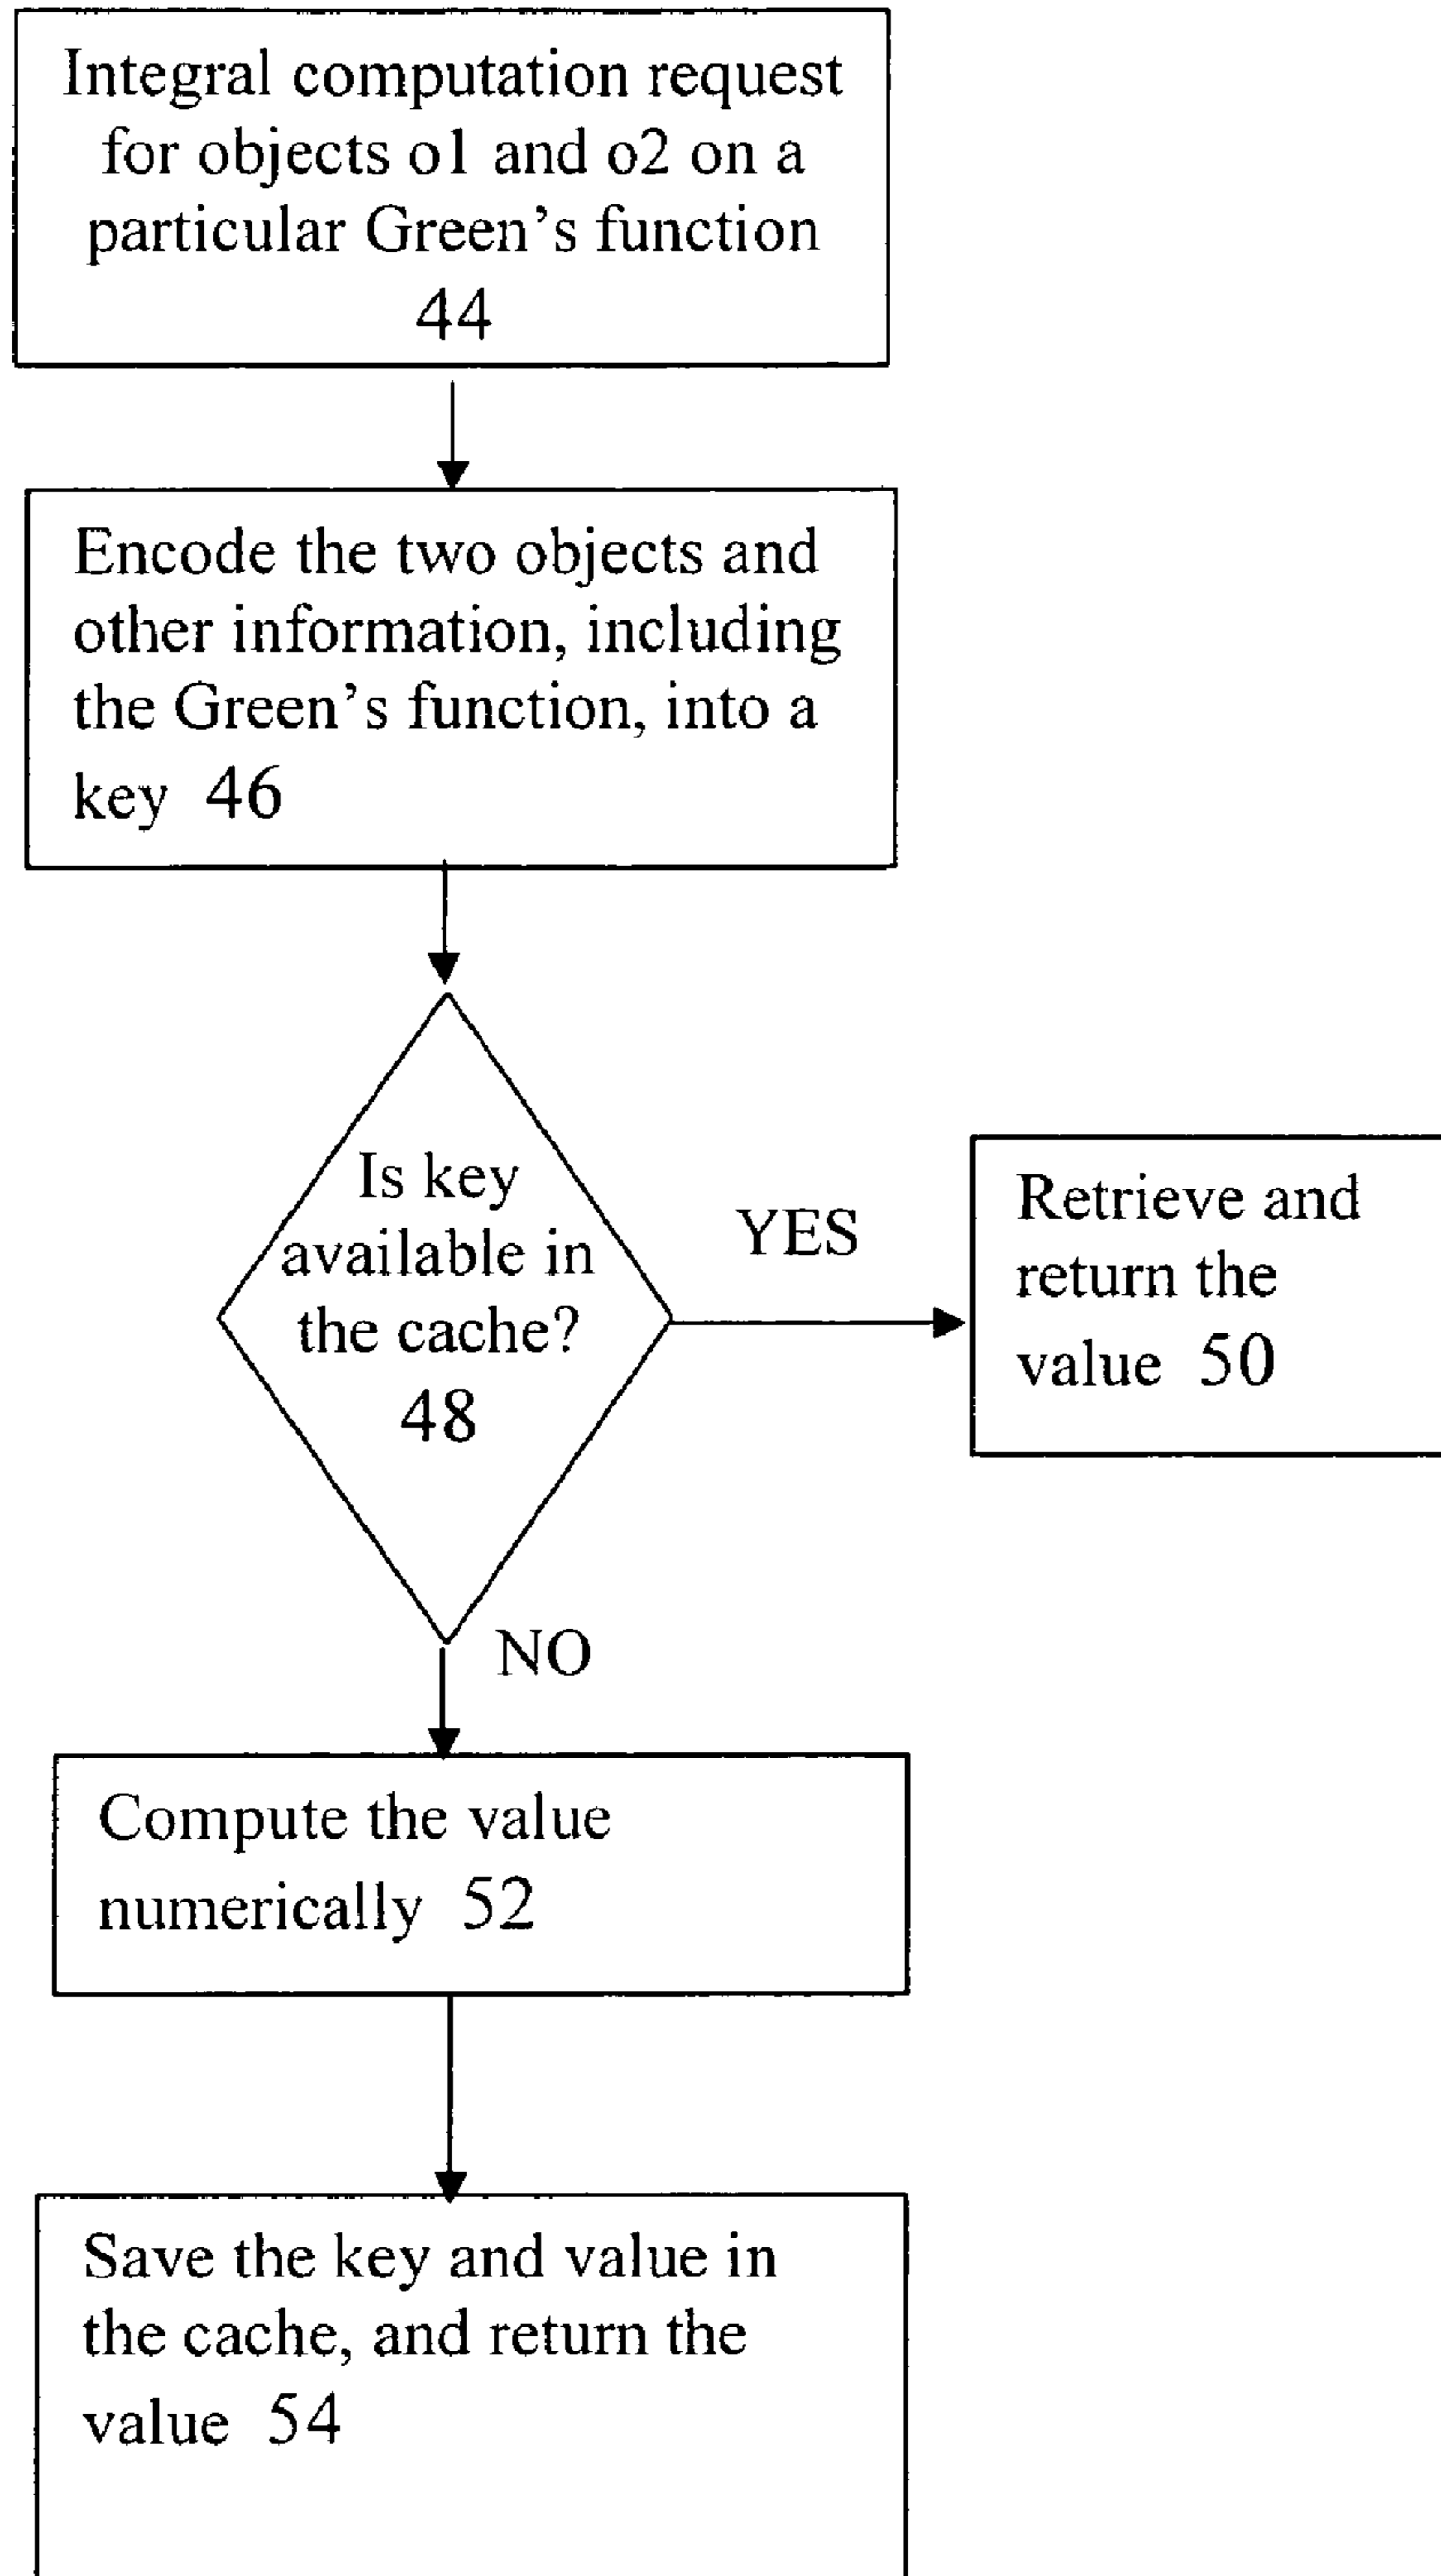 Integral computation request
for objects o1 and o2 on a
particular Green's function
44
Encode the two objects and
other information, including
the Green's function, into a
key 46
Is key
available in
the cache?
48
YES
Retrieve and
return the
value 50
NO
Compute the value
numerically 52
Save the key and value in
the cache, and return the
value 54